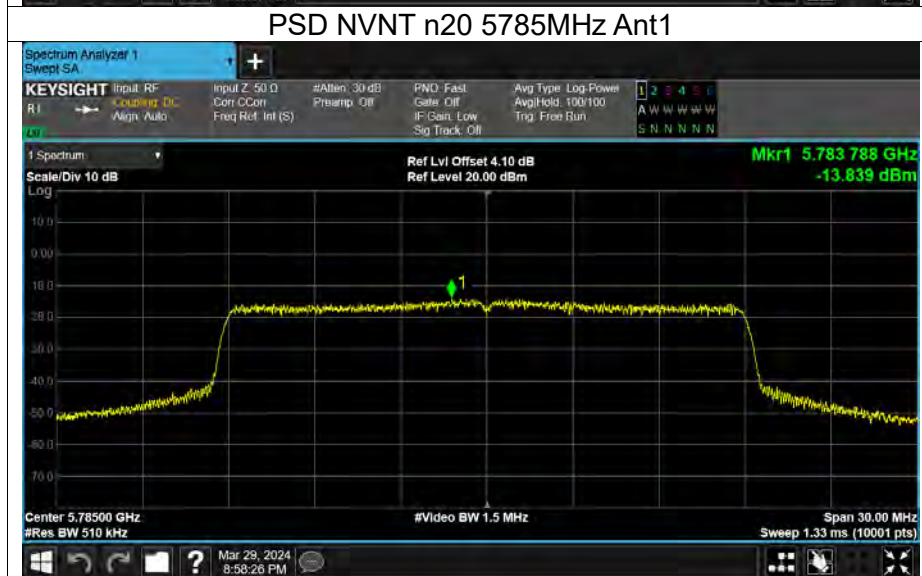 PSD NVNT n20 5785MHz Ant1
Spectrum Analyzer 1
Swept SA
+
KEYSIGHT Input: RF Input Z: 50 Ω #Atten: 30 dB PNO: Fast Avg Type: Log-Power 1 2 3 4 5 6
Coupling: DC Corr CCorr Preamp: Off Gate: Off Avg|Hold: 100/100 A W W W W W
Align: Auto Freq Ref: Int (S) IF Gain: Low Trig: Free Run
Sig Track: Off S N N N N N
1 Spectrum Ref Lvl Offset 4.10 dB Mkr1 5.783 788 GHz
Scale/Div 10 dB Ref Level 20.00 dBm -13.839 dBm
Log
10.0
0.00
1
-40.0
-50.0
-60.0
-70.0
Center 5.78500 GHz #Video BW 1.5 MHz Span 30.00 MHz
#Res BW 510 kHz Sweep 1.33 ms (10001 pts)
? Mar 29, 2024
8:58:26 PM